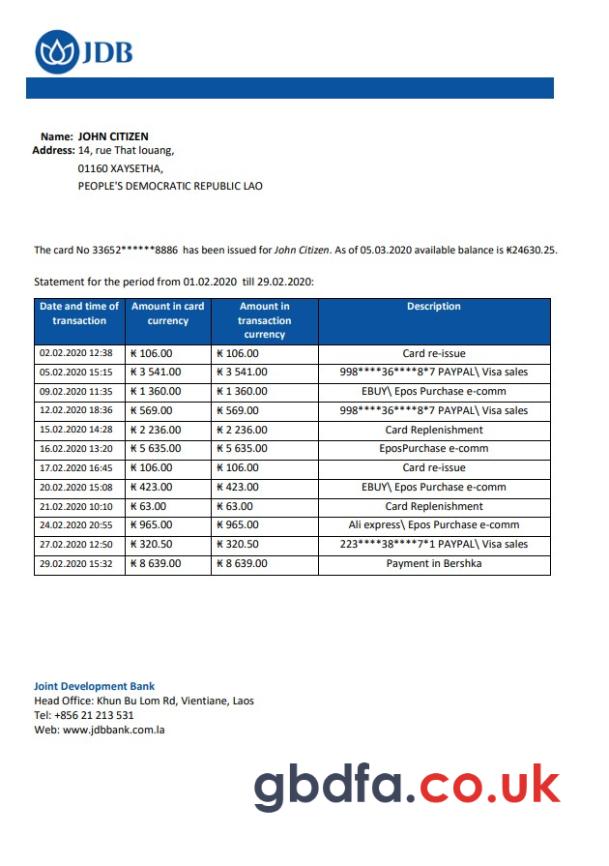 JDB
Name: JOHN CITIZEN
Address: 14, rue That louang,
01160 XAYSETHA,
PEOPLE'S DEMOCRATIC REPUBLIC LAO
The card No 33652******8886 has been issued for John Citizen. As of 05.03.2020 available balance is ₭24630.25.
Statement for the period from 01.02.2020 till 29.02.2020:
Date and time of transaction | Amount in card currency | Amount in transaction currency | Description
02.02.2020 12:38 | ₭ 106.00 | ₭ 106.00 | Card re-issue
05.02.2020 15:15 | ₭ 3 541.00 | ₭ 3 541.00 | 998****36****8*7 PAYPAL\ Visa sales
09.02.2020 11:35 | ₭ 1 360.00 | ₭ 1 360.00 | EBUY\ Epos Purchase e-comm
12.02.2020 18:36 | ₭ 569.00 | ₭ 569.00 | 998****36****8*7 PAYPAL\ Visa sales
15.02.2020 14:28 | ₭ 2 236.00 | ₭ 2 236.00 | Card Replenishment
16.02.2020 13:20 | ₭ 5 635.00 | ₭ 5 635.00 | EposPurchase e-comm
17.02.2020 16:45 | ₭ 106.00 | ₭ 106.00 | Card re-issue
20.02.2020 15:08 | ₭ 423.00 | ₭ 423.00 | EBUY\ Epos Purchase e-comm
21.02.2020 10:10 | ₭ 63.00 | ₭ 63.00 | Card Replenishment
24.02.2020 20:55 | ₭ 965.00 | ₭ 965.00 | Ali express\ Epos Purchase e-comm
27.02.2020 12:50 | ₭ 320.50 | ₭ 320.50 | 223****38****7*1 PAYPAL\ Visa sales
29.02.2020 15:32 | ₭ 8 639.00 | ₭ 8 639.00 | Payment in Bershka
Joint Development Bank
Head Office: Khun Bu Lom Rd, Vientiane, Laos
Tel: +856 21 213 531
Web: www.jdbbank.com.la
gbdfa.co.uk